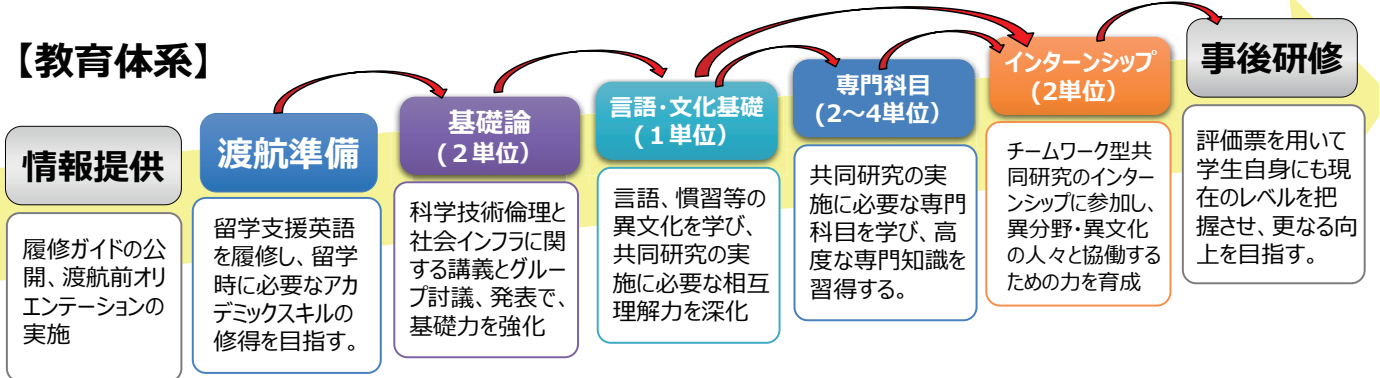 【教育体系】
情報提供
履修ガイドの公
開、渡航前オリ
エンテーションの
実施
渡航準備
留学支援英語
を履修し、留学
時に必要なアカ
デミックスキルの
修得を目指す。
基礎論
(２単位)
科学技術倫理と
社会インフラに関
する講義とグルー
プ討議、発表で、
基礎力を強化
言語・文化基礎
(１単位)
言語、慣習等の
異文化を学び、
共同研究の実
施に必要な相互
理解力を深化
専門科目
(2～4単位)
共同研究の実
施に必要な専門
科目を学び、高
度な専門知識を
習得する。
インターンシップ
(2単位)
チームワーク型共
同研究のインター
ンシップに参加し、
異分野・異文化
の人々と協働する
ための力を育成
事後研修
評価票を用いて
学生自身にも現
在のレベルを把
握させ、更なる向
上を目指す。